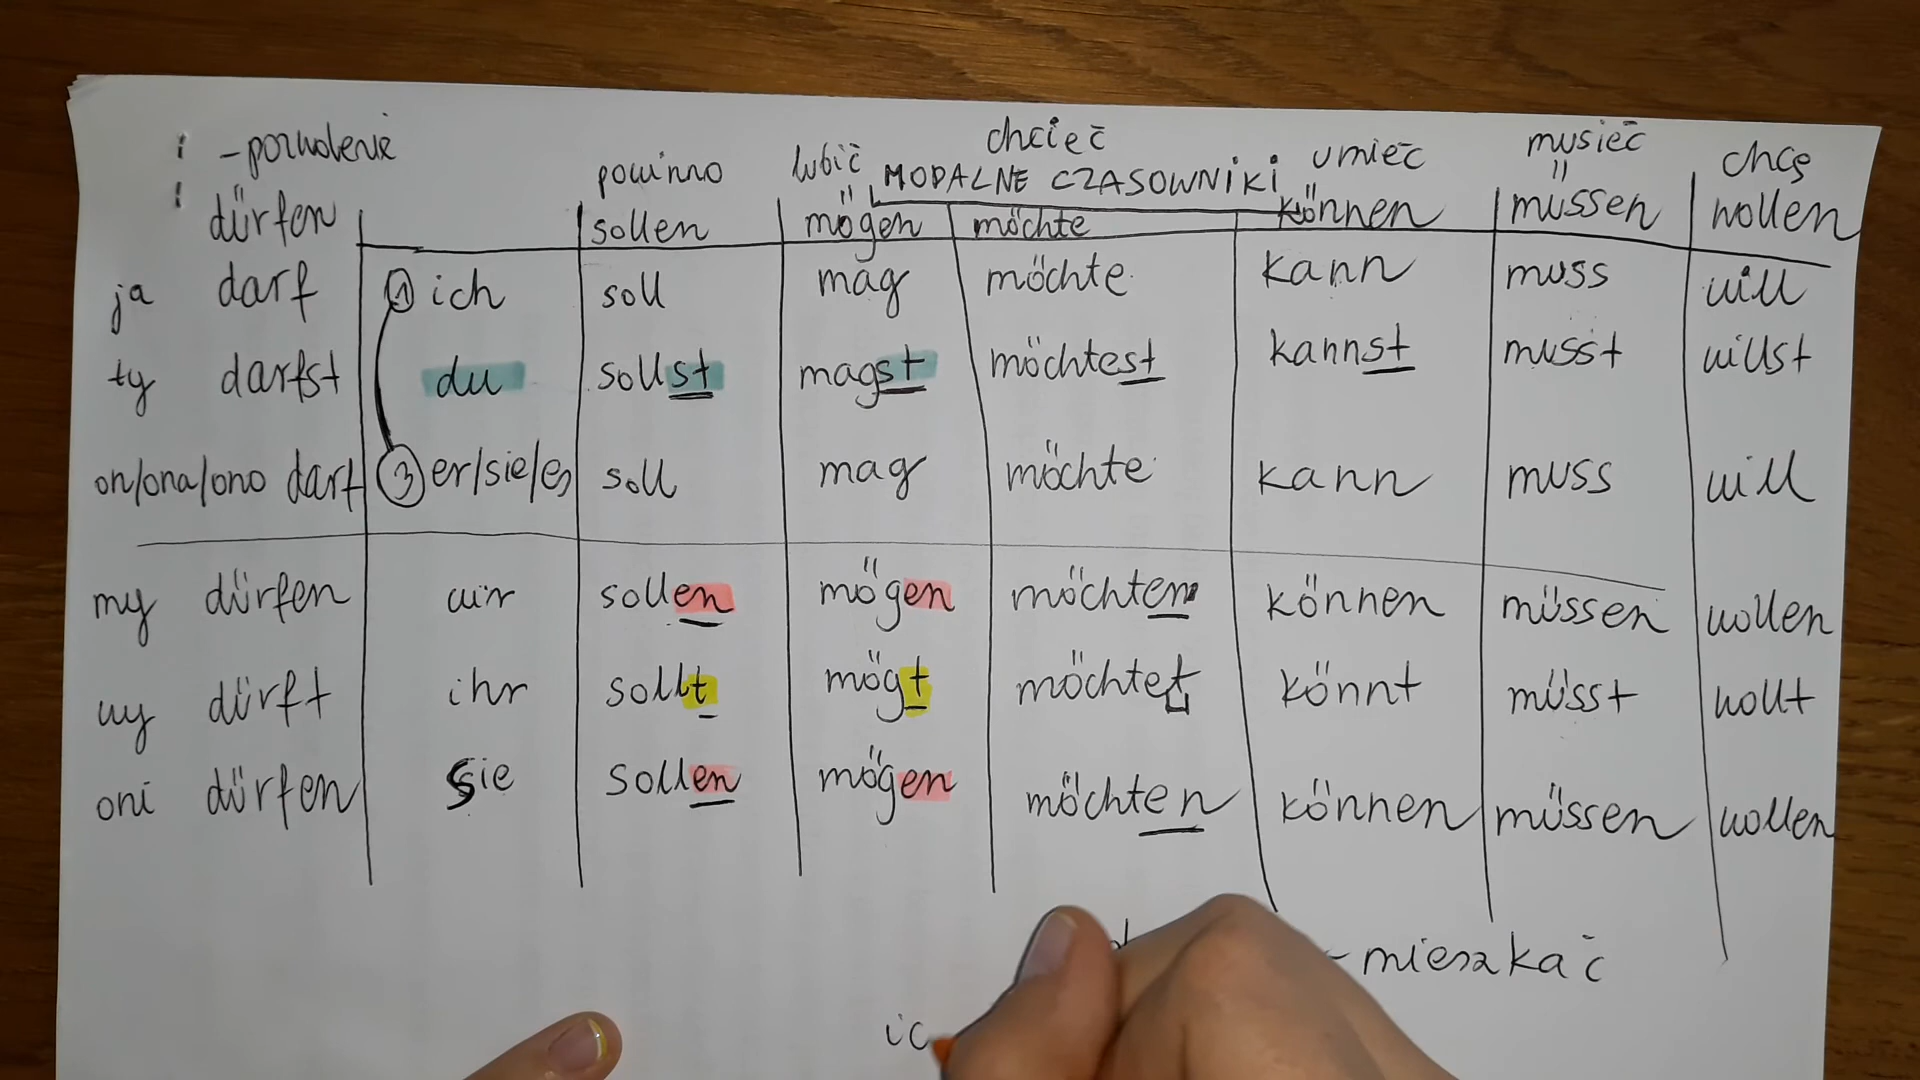 - pozwolenie powinno lubić chcieć umieć musieć chcę
MODALNE CZASOWNIKI
dürfen sollen mögen möchte können müssen wollen
ja darf 1 ich soll mag möchte kann muss will
ty darfst du sollst magst möchtest kannst musst willst
on/ona/ono darf 3 er/sie/es soll mag möchte kann muss will
my dürfen wir sollen mögen möchten können müssen wollen
wy dürft ihr sollt mögt möchtet könnt müsst wollt
oni dürfen Sie sollen mögen möchten können müssen wollen
- mieszkać
ic